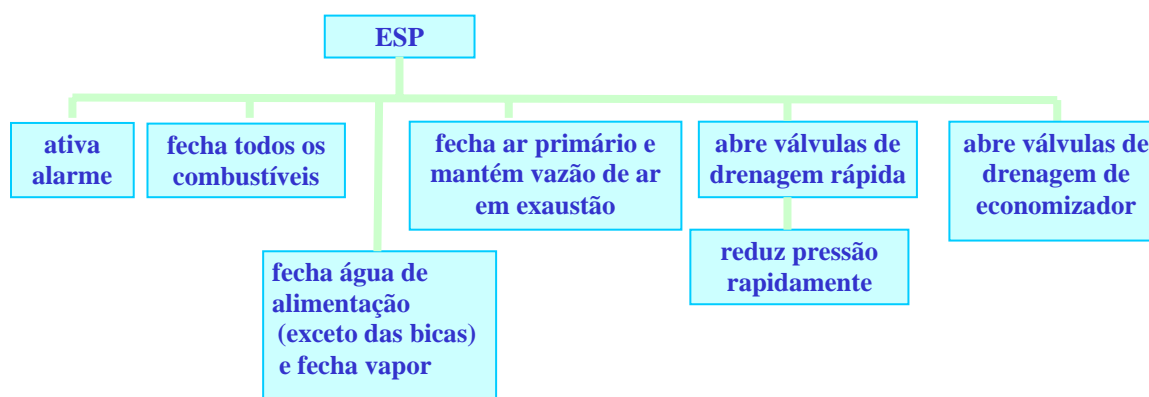 ESP
ativa
alarme
fecha todos os
combustíveis
fecha água de
alimentação
(exceto das bicas)
e fecha vapor
fecha ar primário e
mantém vazão de ar
em exaustão
abre válvulas de
drenagem rápida
reduz pressão
rapidamente
abre válvulas de
drenagem de
economizador